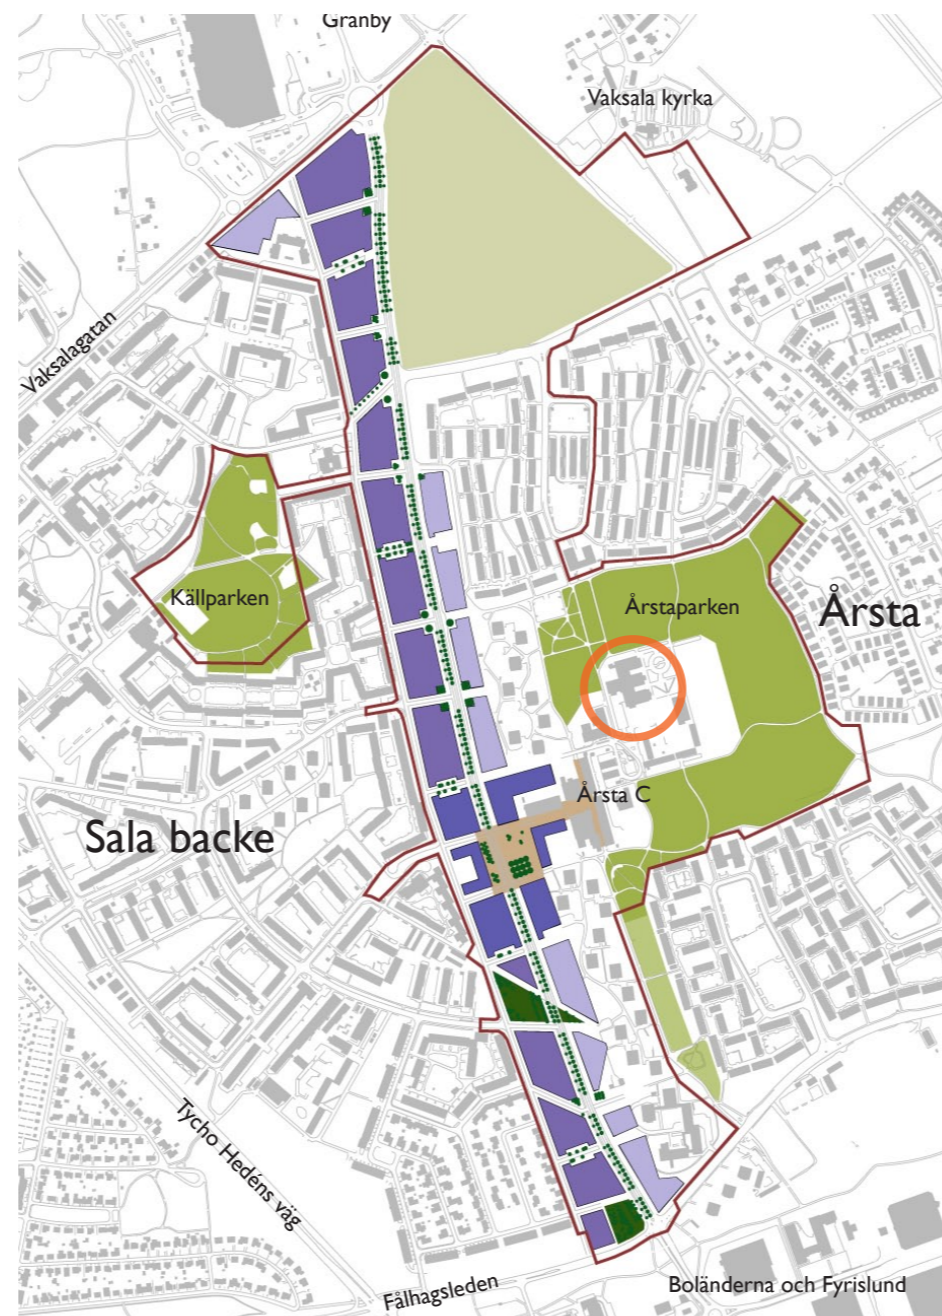 Granby
Vaksala kyrka
Vaksalagatan
Källparken
Årstaparken
Årsta
Årsta C
Sala backe
Tycho Hedéns väg
Fålhagsleden
Boländerna och Fyrislund